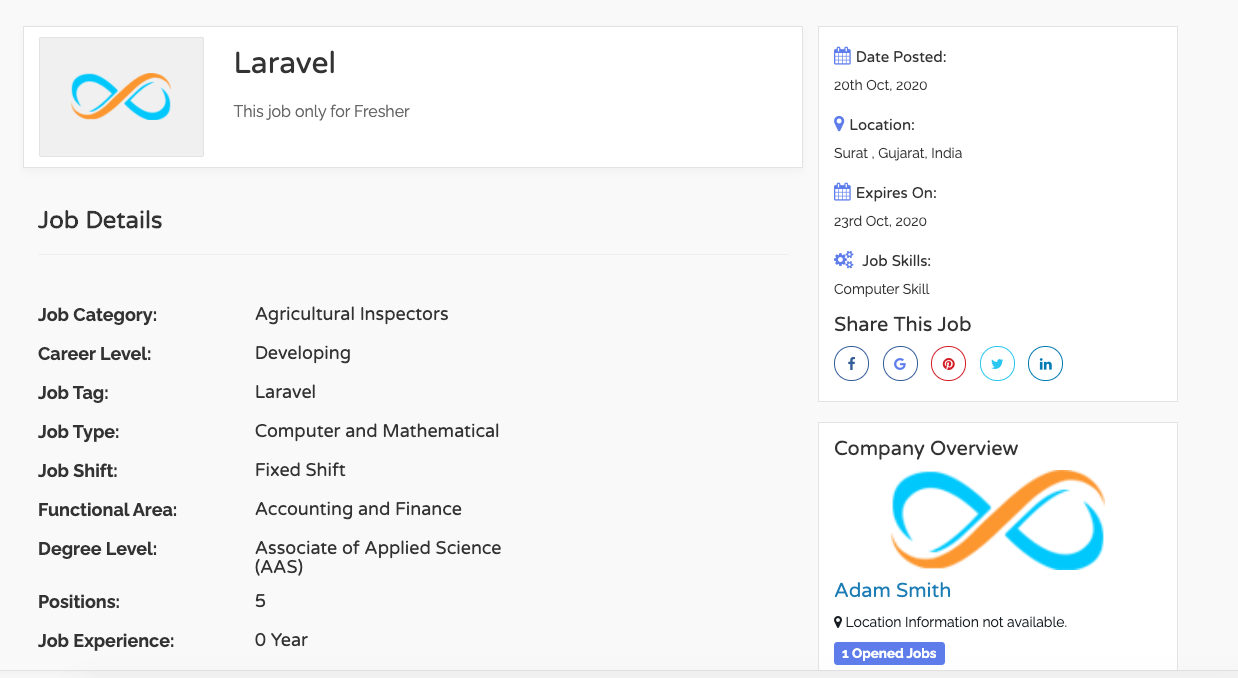 Laravel
This job only for Fresher
Job Details
Job Category: Agricultural Inspectors
Career Level: Developing
Job Tag: Laravel
Job Type: Computer and Mathematical
Job Shift: Fixed Shift
Functional Area: Accounting and Finance
Degree Level: Associate of Applied Science
(AAS)
Positions: 5
Job Experience: 0 Year
Date Posted:
20th Oct, 2020
Location:
Surat , Gujarat, India
Expires On:
23rd Oct, 2020
Job Skills:
Computer Skill
Share This Job
Company Overview
Adam Smith
Location Information not available.
1 Opened Jobs